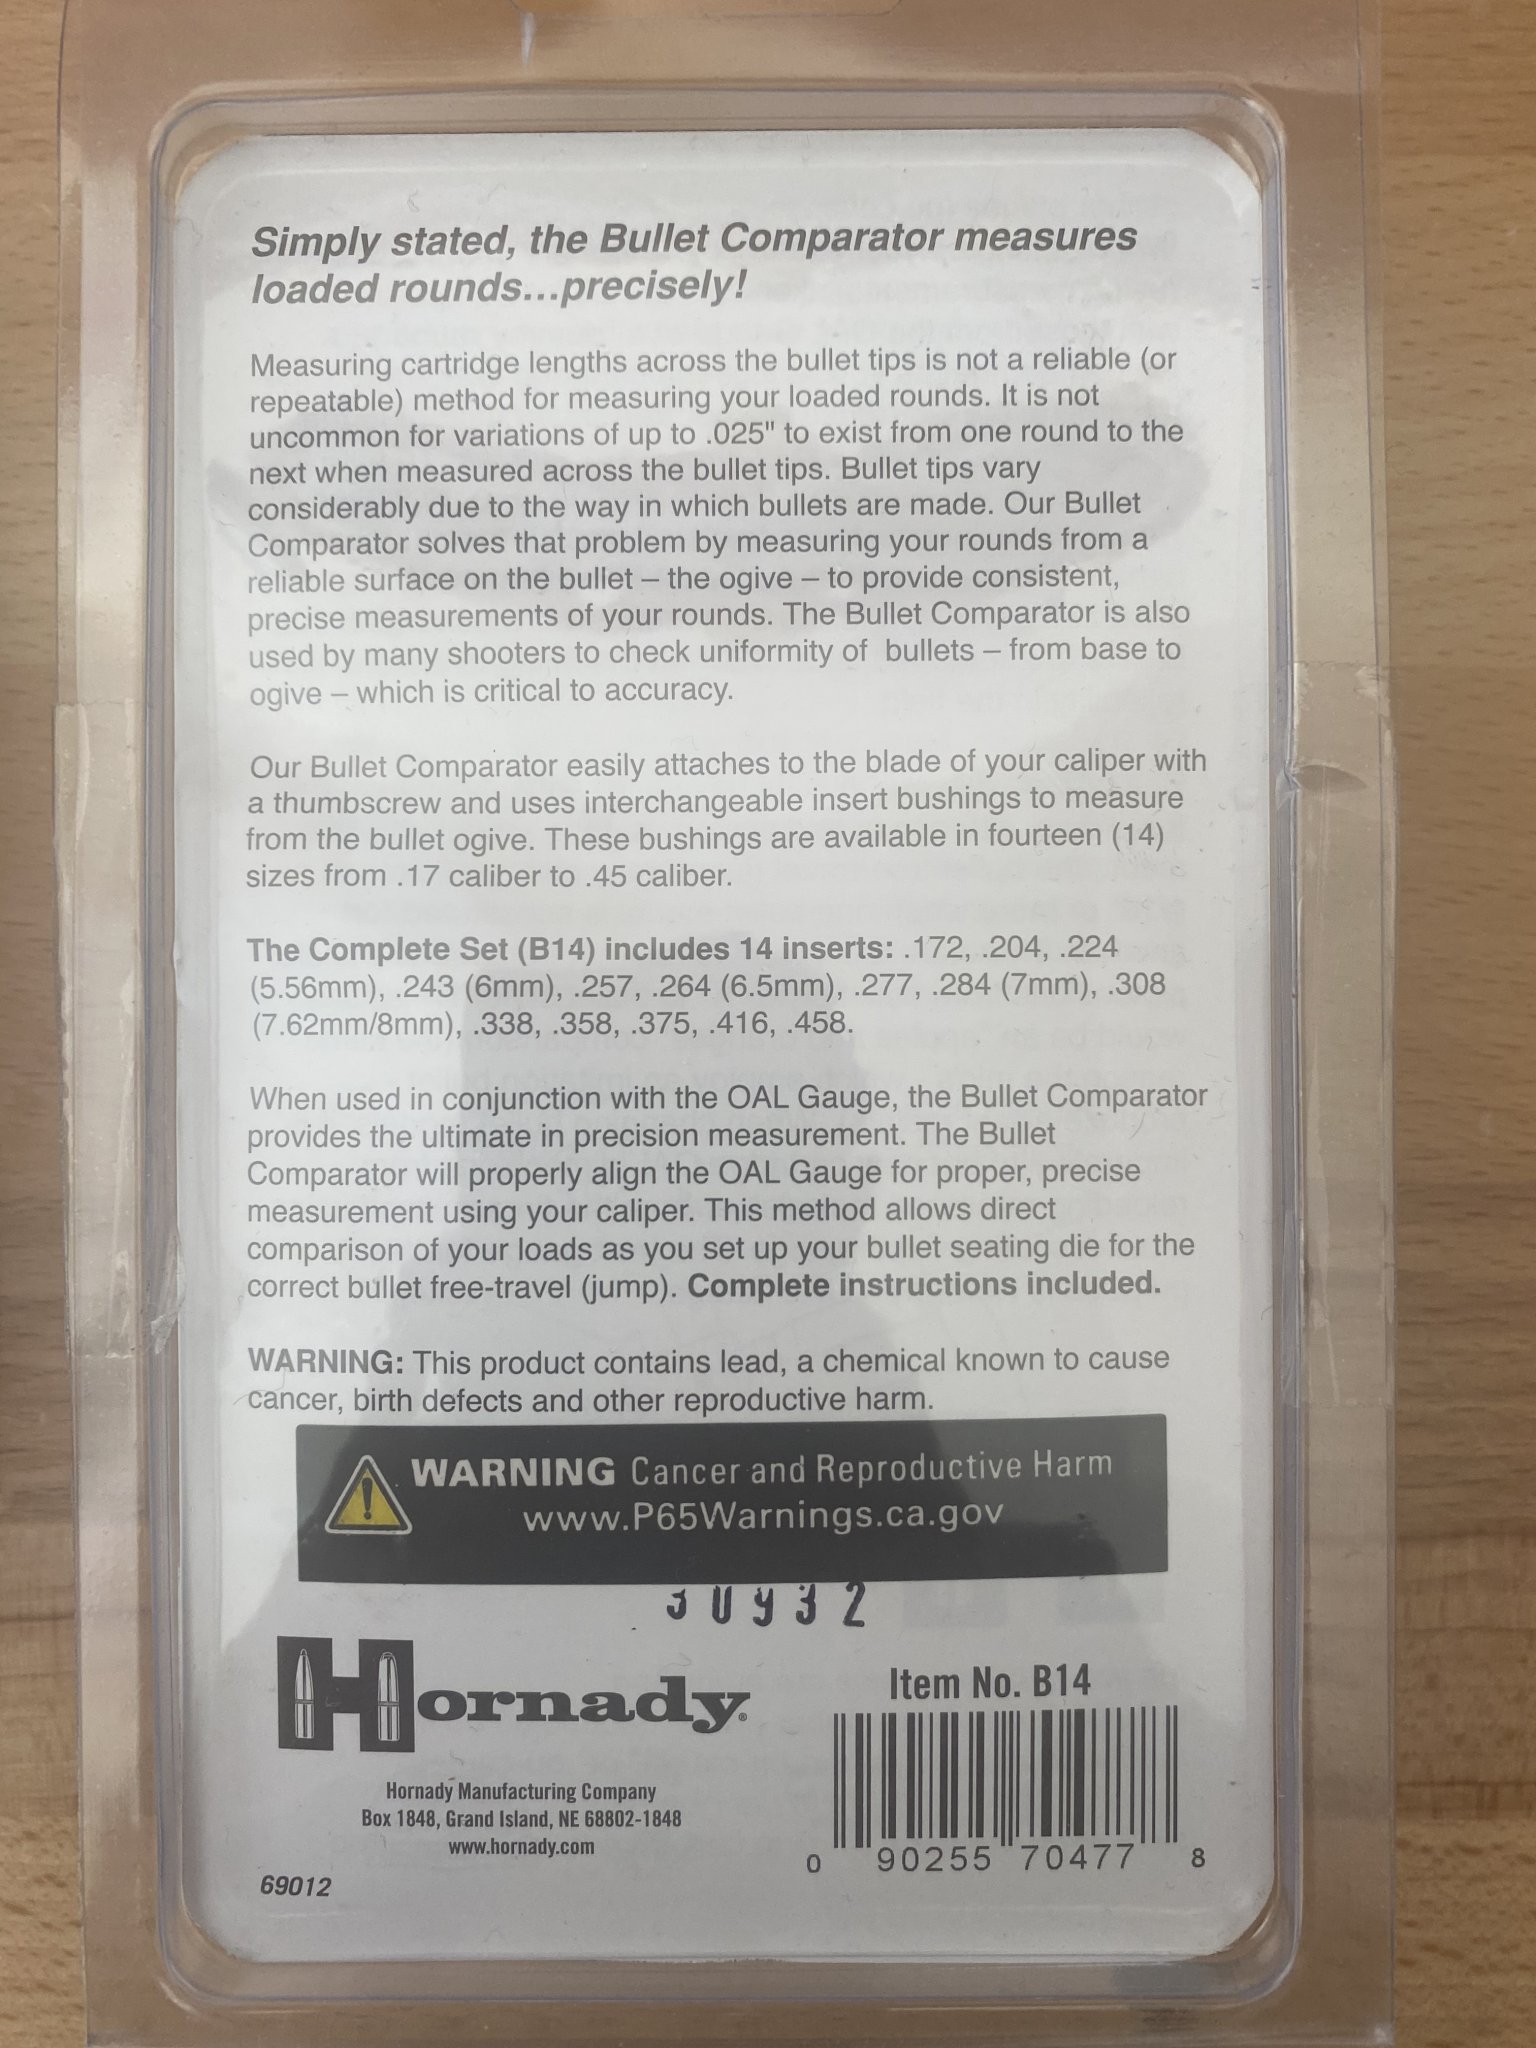 Simply stated, the Bullet Comparator measures
loaded rounds...precisely!
Measuring cartridge lengths across the bullet tips is not a reliable (or
repeatable) method for measuring your loaded rounds. It is not
uncommon for variations of up to .025" to exist from one round to the
next when measured across the bullet tips. Bullet tips vary
considerably due to the way in which bullets are made. Our Bullet
Comparator solves that problem by measuring your rounds from a
reliable surface on the bullet – the ogive – to provide consistent,
precise measurements of your rounds. The Bullet Comparator is also
used by many shooters to check uniformity of bullets – from base to
ogive – which is critical to accuracy.
Our Bullet Comparator easily attaches to the blade of your caliper with
a thumbscrew and uses interchangeable insert bushings to measure
from the bullet ogive. These bushings are available in fourteen (14)
sizes from .17 caliber to .45 caliber.
The Complete Set (B14) includes 14 inserts: .172, .204, .224
(5.56mm), .243 (6mm), .257, .264 (6.5mm), .277, .284 (7mm), .308
(7.62mm/8mm), .338, .358, .375, .416, .458.
When used in conjunction with the OAL Gauge, the Bullet Comparator
provides the ultimate in precision measurement. The Bullet
Comparator will properly align the OAL Gauge for proper, precise
measurement using your caliper. This method allows direct
comparison of your loads as you set up your bullet seating die for the
correct bullet free-travel (jump). Complete instructions included.
WARNING: This product contains lead, a chemical known to cause
cancer, birth defects and other reproductive harm.
WARNING Cancer and Reproductive Harm
www.P65Warnings.ca.gov
Hornady®
Hornady Manufacturing Company
Box 1848, Grand Island, NE 68802-1848
www.hornady.com
69012
Item No. B14
0 90255 70477 8